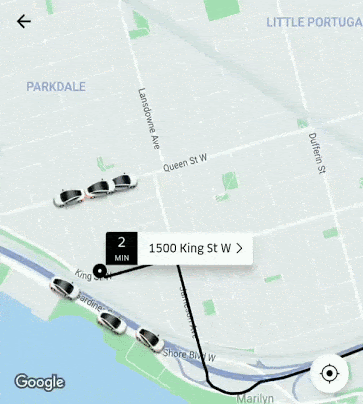 LITTLE PORTUGA
PARKDALE
Lansdowne Ave
Dufferin St
Queen St W
2
MIN
1500 King St W
King St W
Shore Blvd W
Google
Marilyn